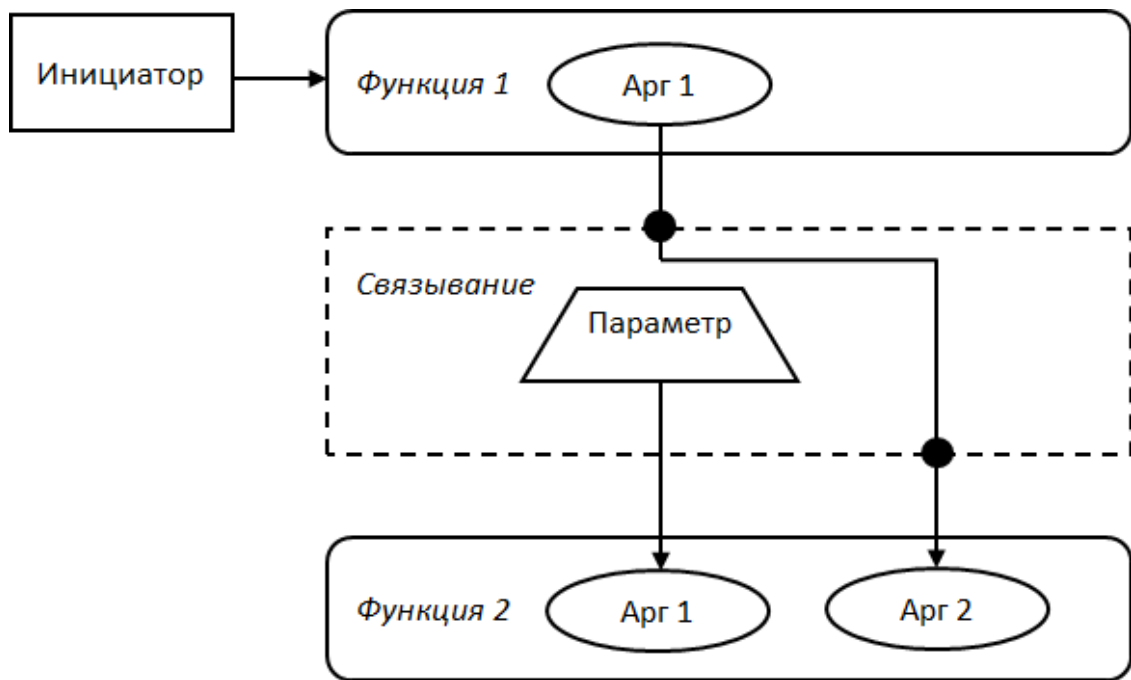 Инициатор
Функция 1
Арг 1
Связывание
Параметр
Функция 2
Арг 1
Арг 2